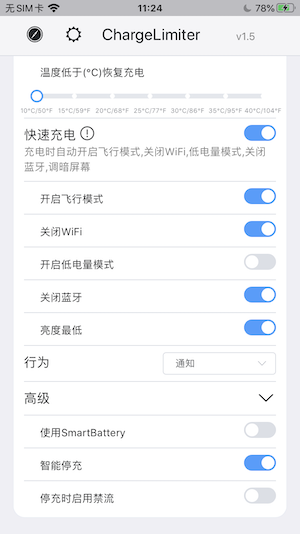 无SIM卡 11:24 78%
ChargeLimiter v1.5
温度低于(°C)恢复充电
10°C/50°F 15°C/59°F 20°C/68°F 25°C/77°F 30°C/86°F 35°C/95°F 40°C/104°F
快速充电
充电时自动开启飞行模式,关闭WiFi,低电量模式,关闭
蓝牙,调暗屏幕
开启飞行模式
关闭WiFi
开启低电量模式
关闭蓝牙
亮度最低
行为 通知
高级
使用SmartBattery
智能停充
停充时启用禁流